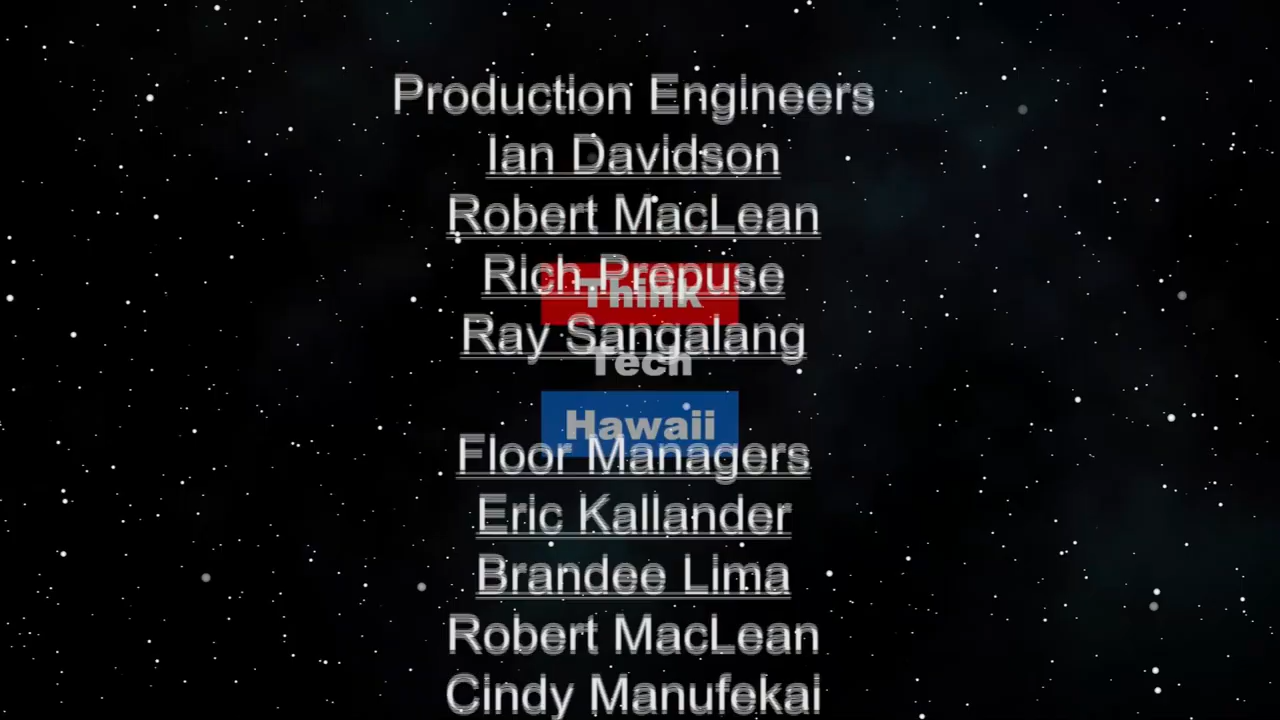 Production Engineers
Ian Davidson
Robert MacLean
Rich Prepuse
Think
Ray Sangalang
Tech
Hawaii
Floor Managers
Eric Kallander
Brandee Lima
Robert MacLean
Cindy Manufekai